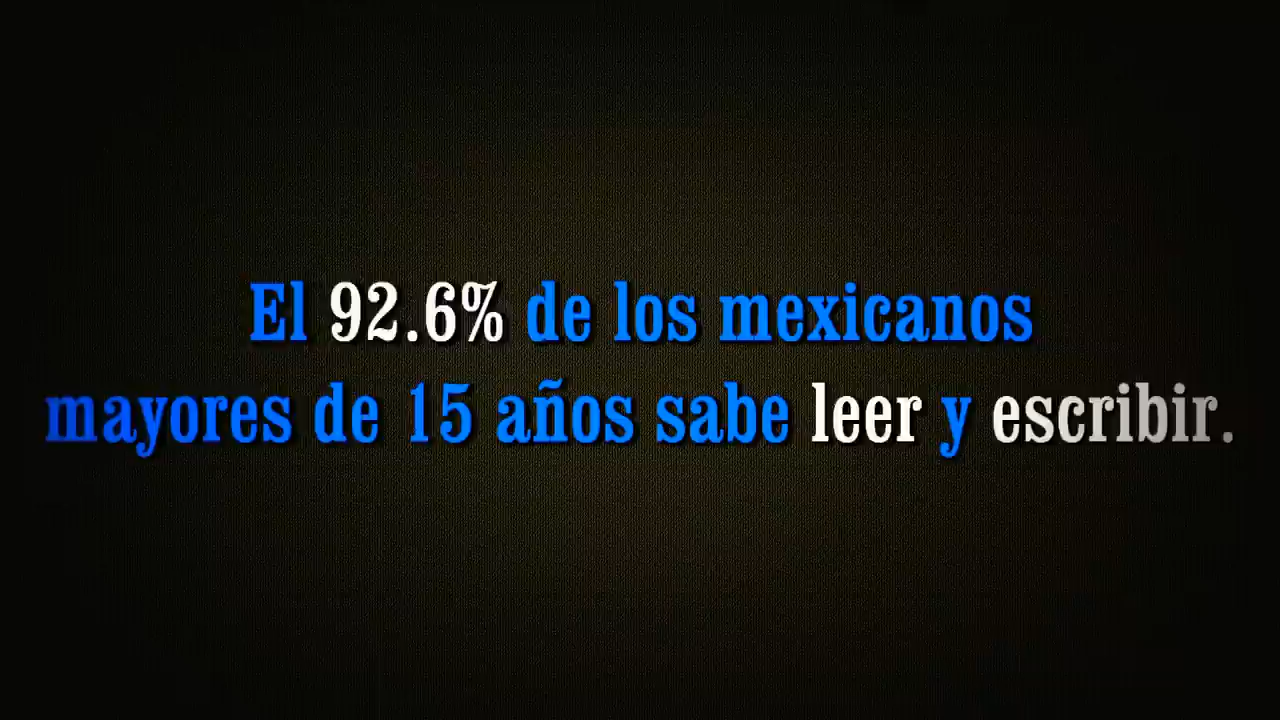 El 92.6% de los mexicanos
mayores de 15 años sabe leer y escribir.